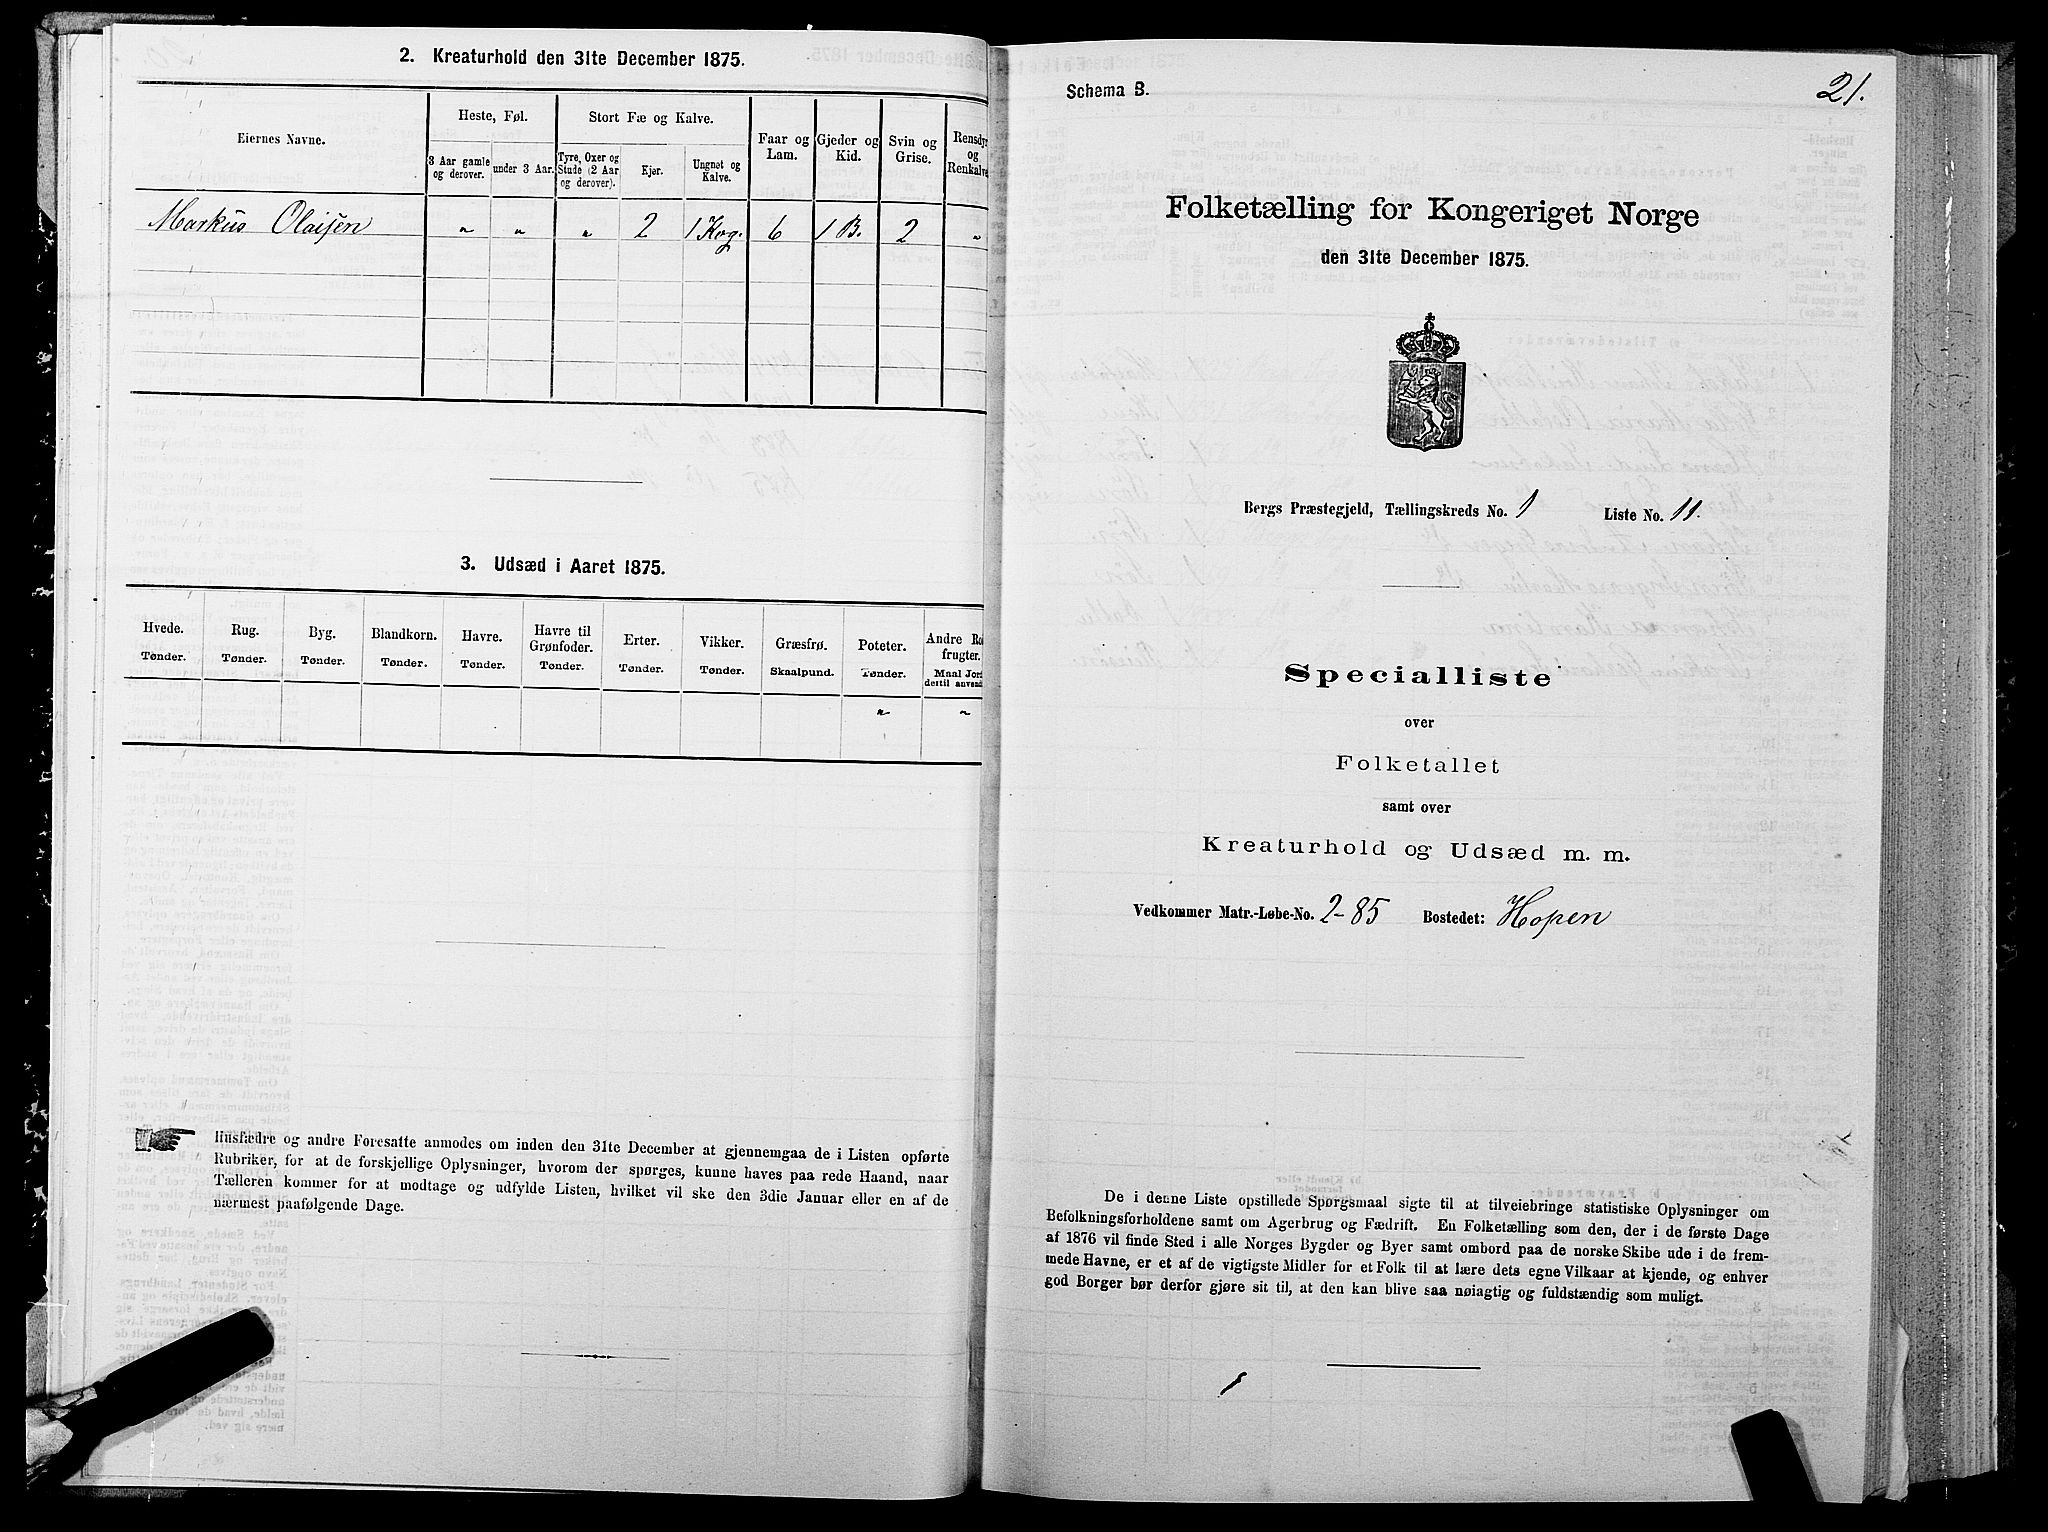 2. Kreaturhold den 31te December 1875.
Eiernes Navne.
Heste, Føl.
Stort Fæ og Kalve.
Faar og Lam.
Gjeder og Kid.
Svin og Grise.
Rensdyr og Renkalve
3 Aar gamle og derover.
under 3 Aar.
Tyre, Oxer og Stude (2 Aar og derover).
Kjør.
Ungnøt og Kalve.
Markus Olaisen " " " 2 1 Kvg. 6 1 B. 2 "
3. Udsæd i Aaret 1875.
Hvede. Rug. Byg. Blandkorn. Havre. Havre til Grønfoder. Erter. Vikker. Græsfrø. Poteter. Andre Ro frugter.
Tønder. Tønder. Tønder. Tønder. Tønder. Tønder. Tønder. Tønder. Skaalpund. Tønder. Maal Jord dertil anvend
" "
Husfædre og andre Foresatte anmodes om inden den 31te December at gjennemgaa de i Listen opførte
Rubriker, for at de forskjellige Oplysninger, hvorom der spørges, kunne haves paa rede Haand, naar
Tælleren kommer for at modtage og udfylde Listen, hvilket vil ske den 3die Januar eller en af de
nærmest paafølgende Dage.
Schema B.
21.
Folketælling for Kongeriget Norge
den 31te December 1875.
Bergs Præstegjeld, Tællingskreds No. 1 Liste No. 11.
Specialliste
over
Folketallet
samt over
Kreaturhold og Udsæd m. m.
Vedkommer Matr.-Løbe-No. 2-85 Bostedet: Hopen
De i denne Liste opstillede Spørgsmaal sigte til at tilveiebringe statistiske Oplysninger om
Befolkningsforholdene samt om Agerbrug og Fædrift. En Folketælling som den, der i de første Dage
af 1876 vil finde Sted i alle Norges Bygder og Byer samt ombord paa de norske Skibe ude i de frem-
mede Havne, er et af de vigtigste Midler for et Folk til at lære dets egne Vilkaar at kjende, og enhver
god Borger bør derfor gjøre sit til, at den kan blive saa nøiagtig og fuldstændig som muligt.